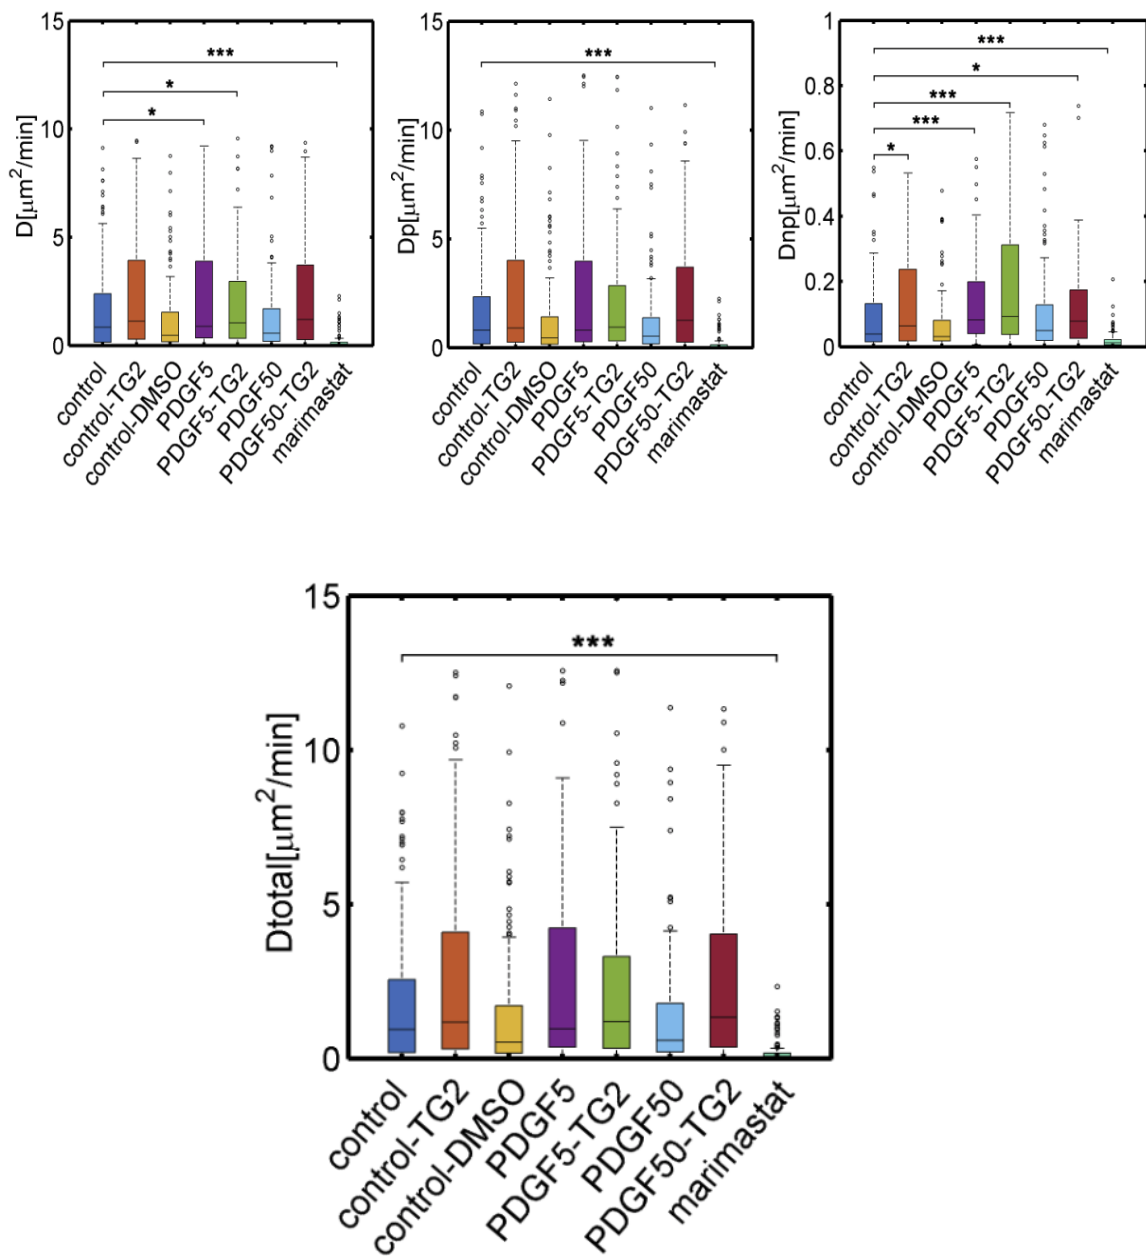 15
10
5
0
D[μm²/min]
***
*
*
control
control-TG2
control-DMSO
PDGF5
PDGF5-TG2
PDGF50
PDGF50-TG2
marimastat
15
10
5
0
Dp[μm²/min]
***
control
control-TG2
control-DMSO
PDGF5
PDGF5-TG2
PDGF50
PDGF50-TG2
marimastat
1
0.8
0.6
0.4
0.2
0
Dnp[μm²/min]
***
*
***
***
*
control
control-TG2
control-DMSO
PDGF5
PDGF5-TG2
PDGF50
PDGF50-TG2
marimastat
15
10
5
0
Dtotal[μm²/min]
***
control
control-TG2
control-DMSO
PDGF5
PDGF5-TG2
PDGF50
PDGF50-TG2
marimastat